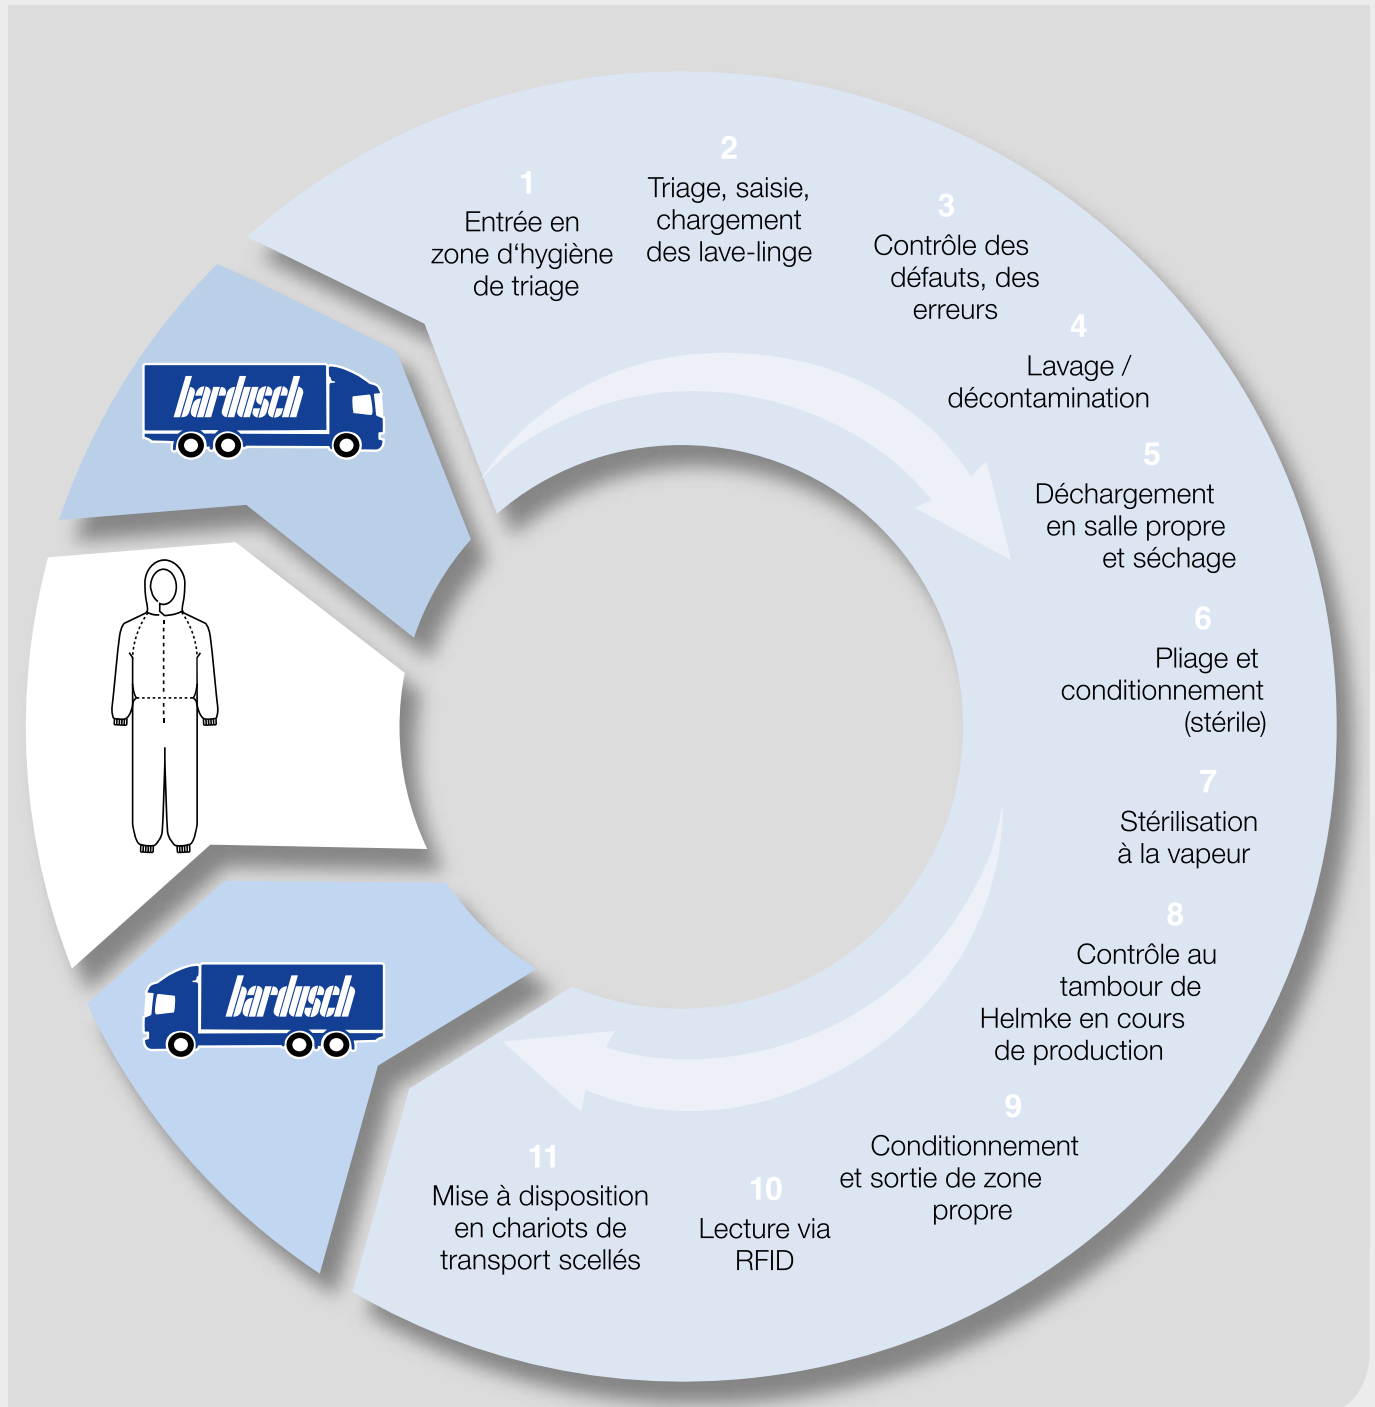 1
Entrée en
zone d‘hygiène
de triage
2
Triage, saisie,
chargement
des lave-linge
3
Contrôle des
défauts, des
erreurs
4
Lavage /
décontamination
5
Déchargement
en salle propre
et séchage
6
Pliage et
conditionnement
(stérile)
7
Stérilisation
à la vapeur
8
Contrôle au
tambour de
Helmke en cours
de production
9
Conditionnement
et sortie de zone
propre
10
Lecture via
RFID
11
Mise à disposition
en chariots de
transport scellés
bardusch
bardusch